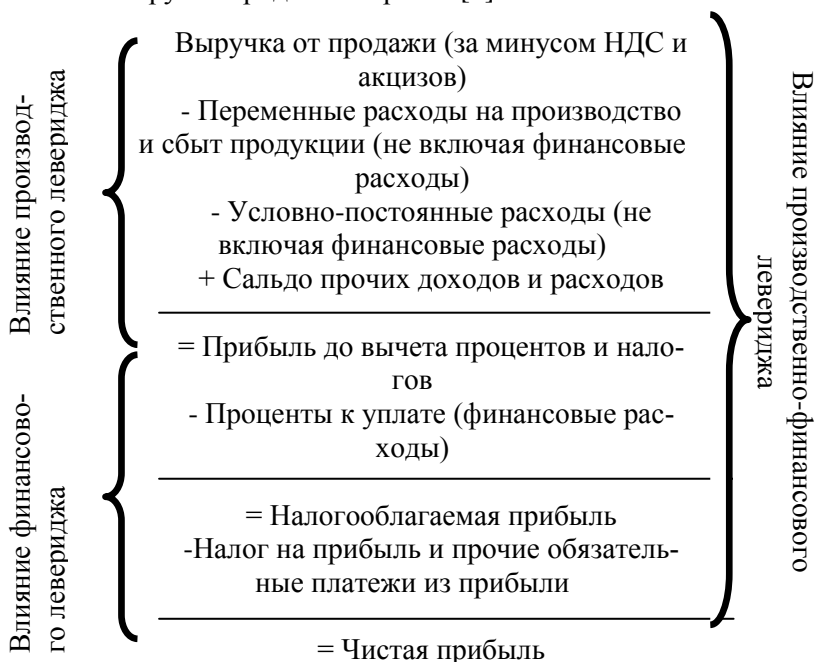 Выручка от продажи (за минусом НДС и
акцизов)
- Переменные расходы на производство
и сбыт продукции (не включая финансовые
расходы)
- Условно-постоянные расходы (не
включая финансовые расходы)
+ Сальдо прочих доходов и расходов
= Прибыль до вычета процентов и нало-
гов
- Проценты к уплате (финансовые рас-
ходы)
= Налогооблагаемая прибыль
-Налог на прибыль и прочие обязатель-
ные платежи из прибыли
= Чистая прибыль
Влияние производ-
ственного левериджа
Влияние финансово-
го левериджа
Влияние производственно-финансового
левериджа